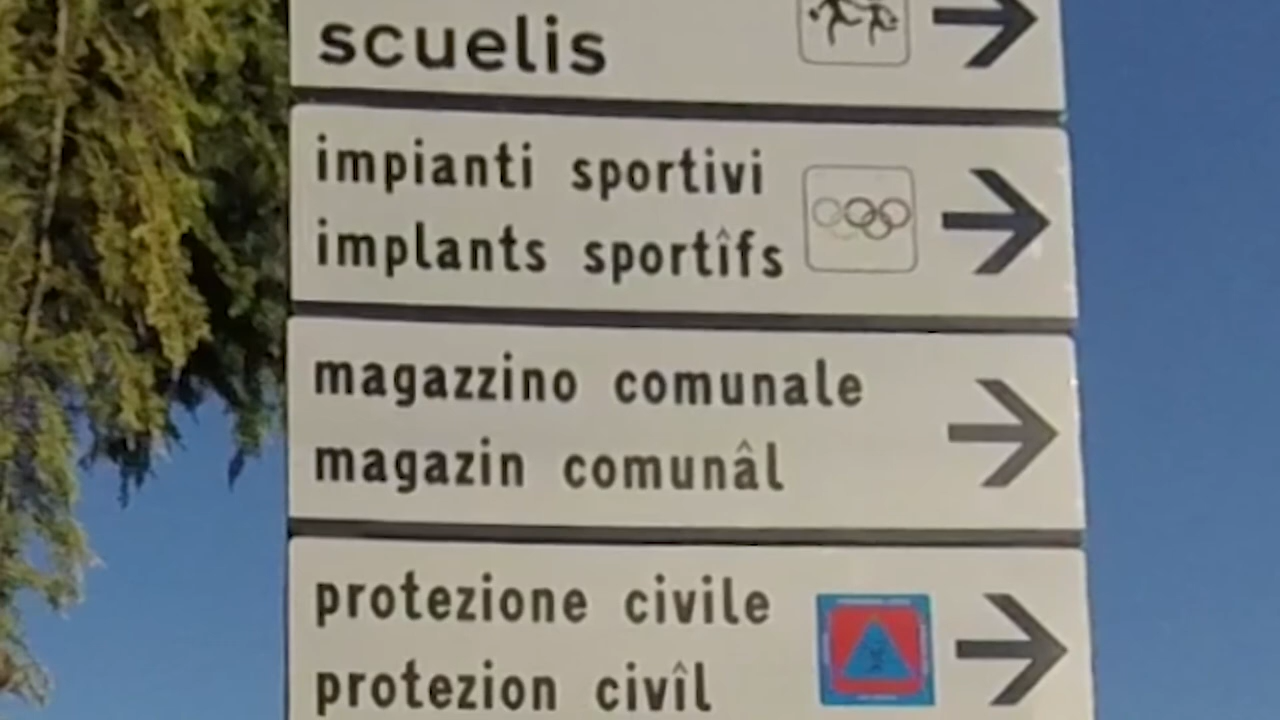 scuelis
impianti sportivi
implants sportîfs
magazzino comunale
magazin comunâl
protezione civile
protezion civîl